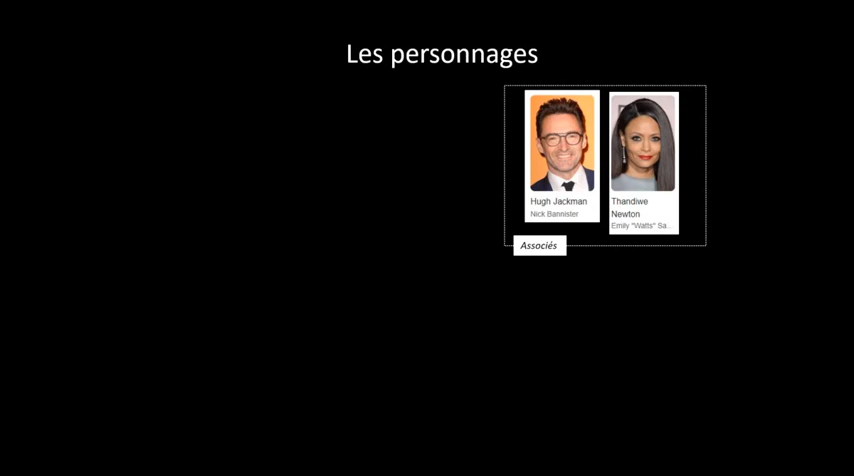 Les personnages
Hugh Jackman
Nick Bannister
Thandiwe
Newton
Emily "Watts" Sa...
Associés